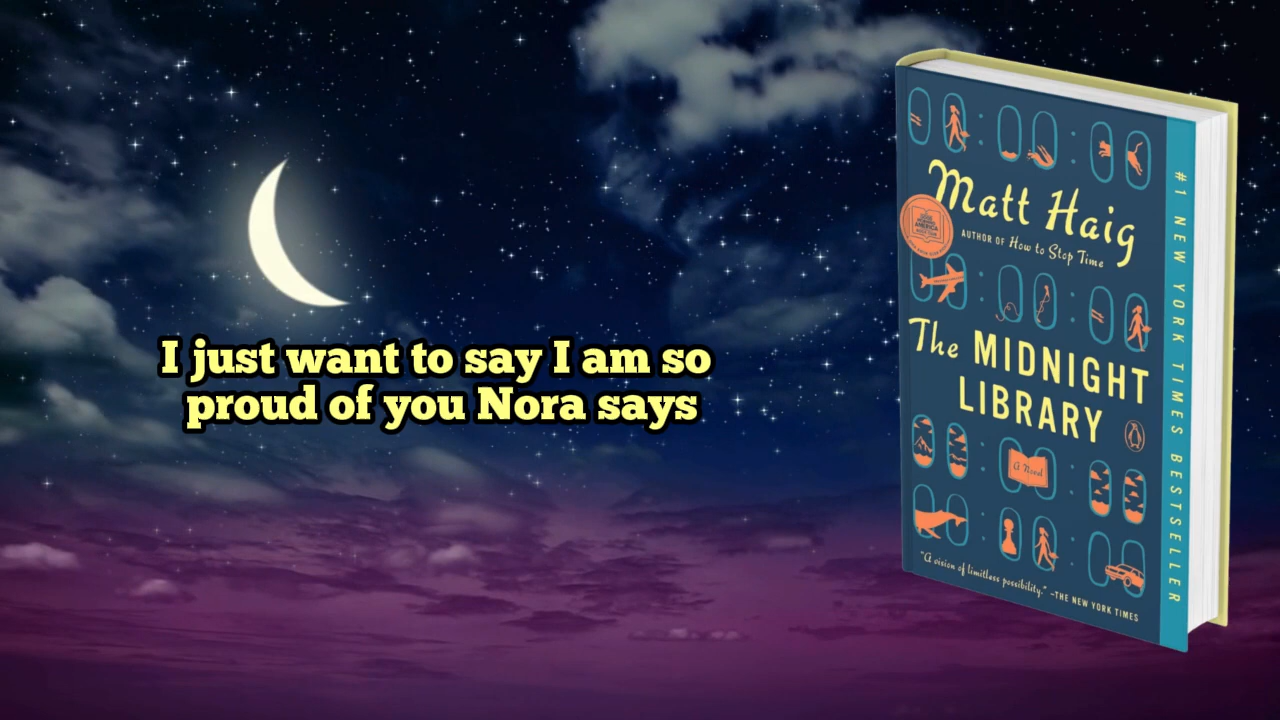 I just want to say I am so
proud of you Nora says
Matt Haig
AUTHOR OF How to Stop Time
The MIDNIGHT
LIBRARY
A Novel
"A vision of limitless possibility." —THE NEW YORK TIMES
#1 NEW YORK TIMES BESTSELLER